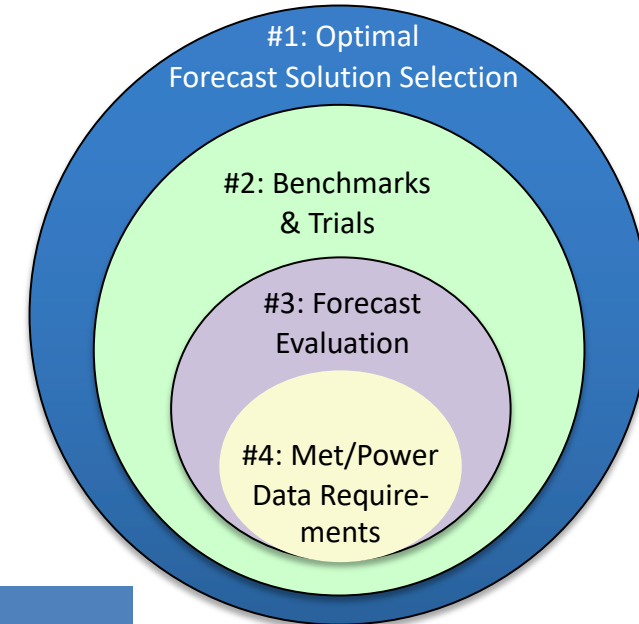 #1: Optimal
Forecast Solution Selection
#2: Benchmarks
& Trials
#3: Forecast
Evaluation
#4: Met/Power
Data Require-
ments